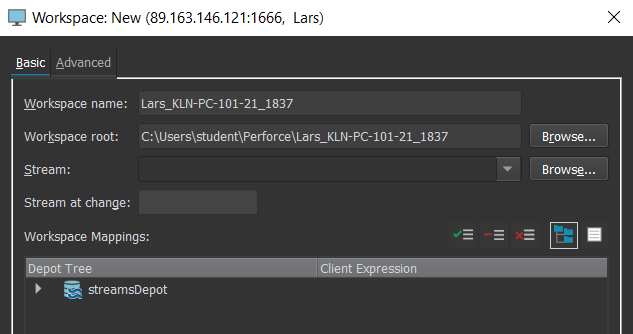 Workspace: New (89.163.146.121:1666,  Lars)
Basic Advanced
Workspace name: Lars_KLN-PC-101-21_1837
Workspace root: C:\Users\student\Perforce\Lars_KLN-PC-101-21_1837 Browse...
Stream: Browse...
Stream at change:
Workspace Mappings:
Depot Tree Client Expression
streamsDepot